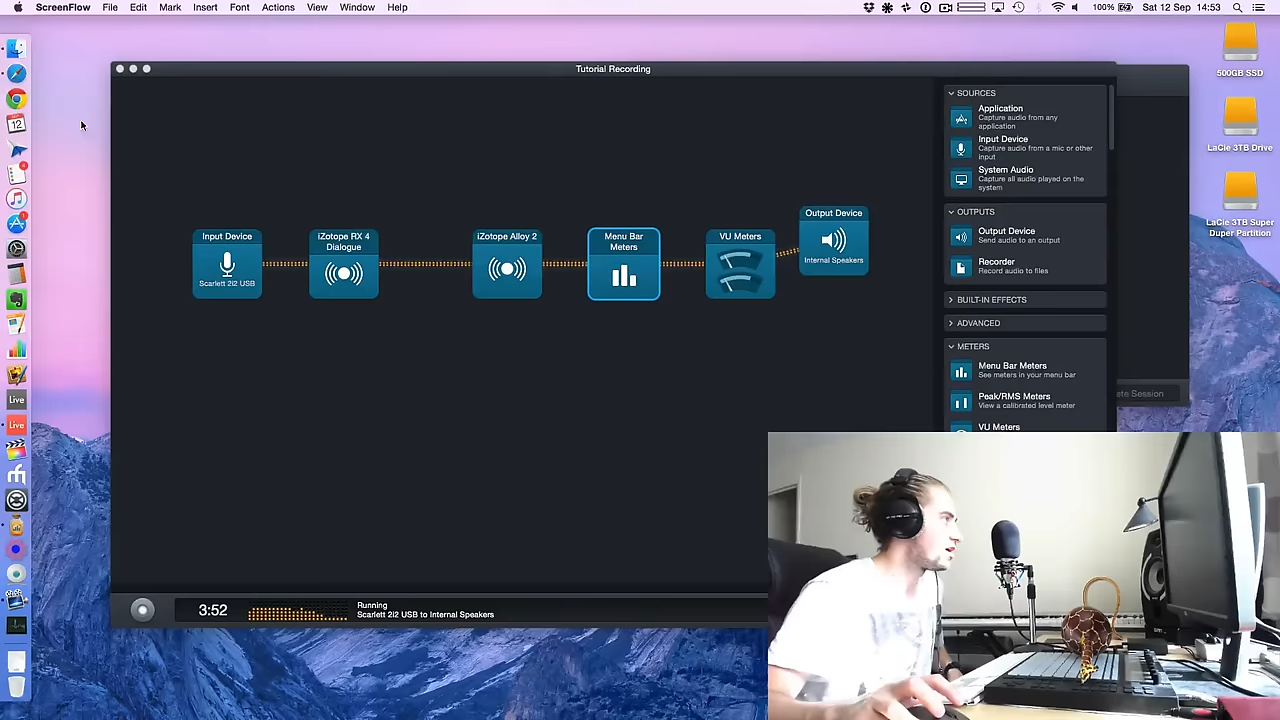 ScreenFlow File Edit Mark Insert Font Actions View Window Help
100% Sat 12 Sep 14:53
500GB SSD
LaCie 3TB Drive
LaCie 3TB Super
Duper Partition
12
Live
Live
Tutorial Recording
Input Device
Scarlett 2i2 USB
iZotope RX 4
Dialogue
iZotope Alloy 2
Menu Bar
Meters
VU Meters
Output Device
Internal Speakers
SOURCES
Application
Capture audio from any
application
Input Device
Capture audio from a mic or other
input
System Audio
Capture all audio played on the
system
OUTPUTS
Output Device
Send audio to an output
Recorder
Record audio to files
BUILT-IN EFFECTS
ADVANCED
METERS
Menu Bar Meters
See meters in your menu bar
Peak/RMS Meters
View a calibrated level meter
VU Meters
ete Session
3:52
Running
Scarlett 2i2 USB to Internal Speakers